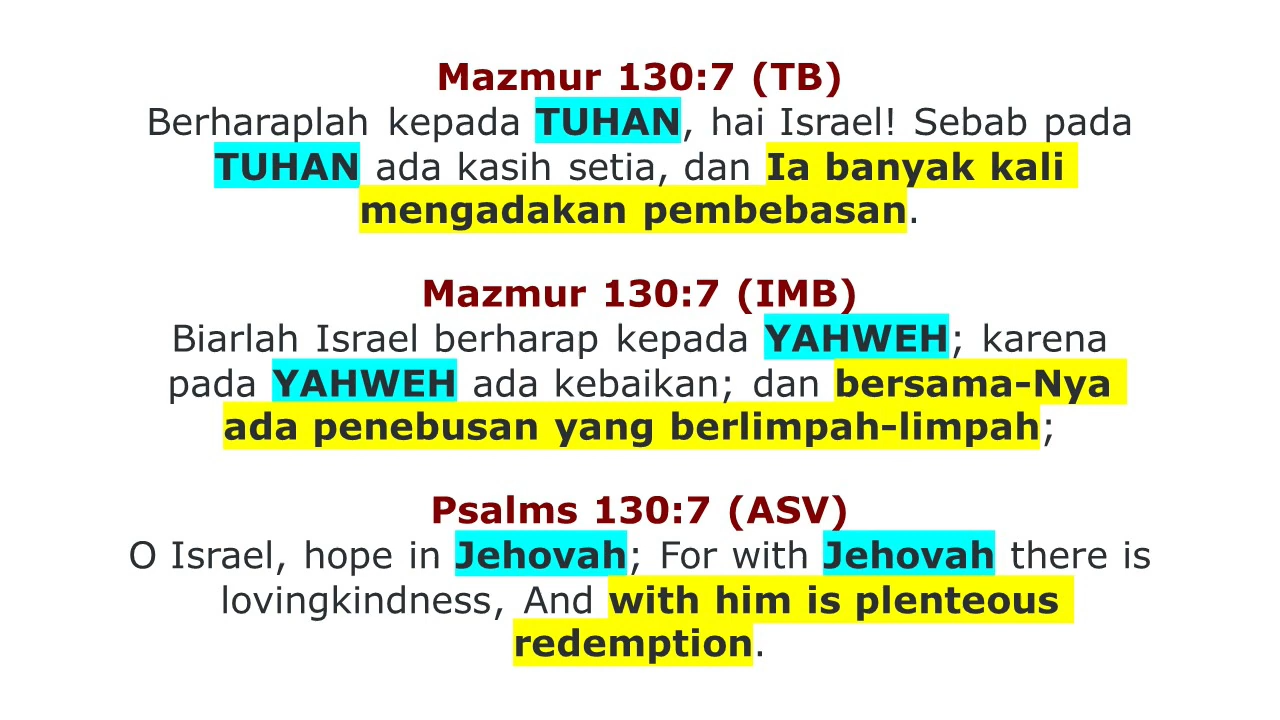 Mazmur 130:7 (TB)
Berharaplah kepada TUHAN, hai Israel! Sebab pada
TUHAN ada kasih setia, dan Ia banyak kali
mengadakan pembebasan.
Mazmur 130:7 (IMB)
Biarlah Israel berharap kepada YAHWEH; karena
pada YAHWEH ada kebaikan; dan bersama-Nya
ada penebusan yang berlimpah-limpah;
Psalms 130:7 (ASV)
O Israel, hope in Jehovah; For with Jehovah there is
lovingkindness, And with him is plenteous
redemption.